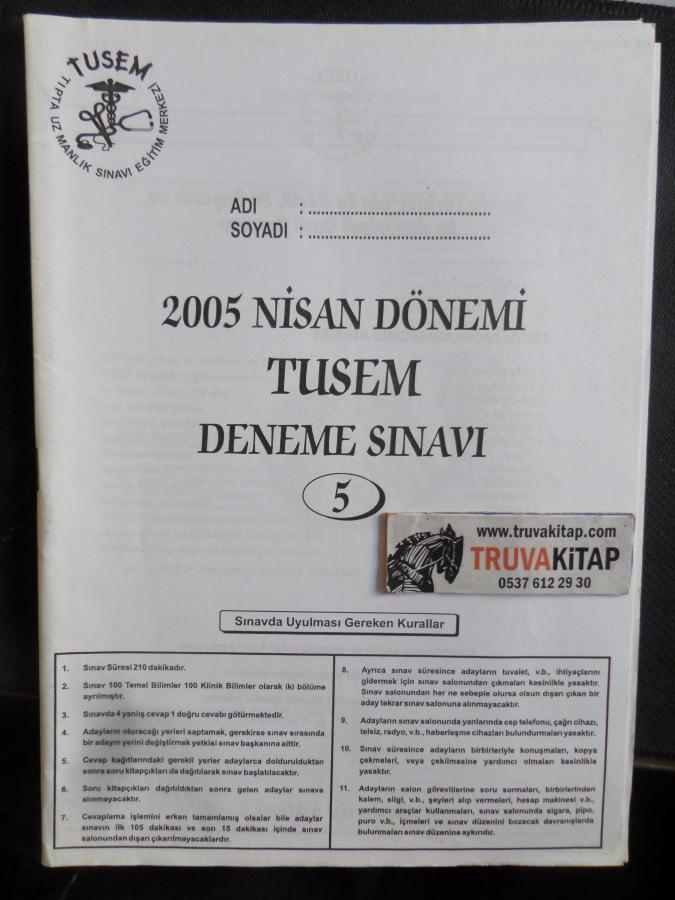 TUSEM
TIPTA UZMANLIK SINAVI EĞİTİM MERKEZİ
ADI : ................................................
SOYADI : ................................................
2005 NİSAN DÖNEMİ
TUSEM
DENEME SINAVI
5
www.truvakitap.com
TRUVAKiTAP
0537 612 29 30
Sınavda Uyulması Gereken Kurallar
1. Sınav Süresi 210 dakikadır.
2. Sınav 100 Temel Bilimler 100 Klinik Bilimler olarak iki bölüme
ayrılmıştır.
3. Sınavda 4 yanlış cevap 1 doğru cevabı götürmektedir.
4. Adayların oturacağı yerleri saptamak, gerekirse sınav sırasında
bir adayın yerini değiştirmek yetkisi sınav başkanına aittir.
5. Cevap kağıtlarındaki gerekli yerler adaylarca doldurulduktan
sonra soru kitapçıkları da dağıtılarak sınav başlatılacaktır.
6. Soru kitapçıkları dağıtıldıktan sonra gelen adaylar sınava
alınmayacaktır.
7. Cevaplama işlemini erken tamamlamış olsalar bile adaylar
sınavın ilk 105 dakikası ve son 15 dakikası içinde sınav
salonundan dışarı çıkarılmayacaklardır.
8. Ayrıca sınav süresince adayların tuvalet, v.b., ihtiyaçlarını
gidermek için sınav salonundan çıkmaları kesinlikle yasaktır.
Sınav salonundan her ne sebeple olursa olsun dışarı çıkan bir
aday tekrar sınav salonuna alınmayacaktır.
9. Adayların sınav salonunda yanlarında cep telefonu, çağrı cihazı,
telsiz, radyo, v.b., haberleşme cihazları bulundurmaları yasaktır.
10. Sınav süresince adayların birbirleriyle konuşmaları, kopya
çekmeleri, veya çekilmesine yardımcı olmaları kesinlikle
yasaktır.
11. Adayların salon görevlilerine soru sormaları, birbirlerinden
kalem, silgi, v.b., şeyleri alıp vermeleri, hesap makinesi v.b.,
yardımcı araçlar kullanmaları, sınav salonunda sigara, pipo,
puro v.b., içmeleri ve sınav düzenini bozacak davranışlarda
bulunmaları sınav düzenine aykırıdır.